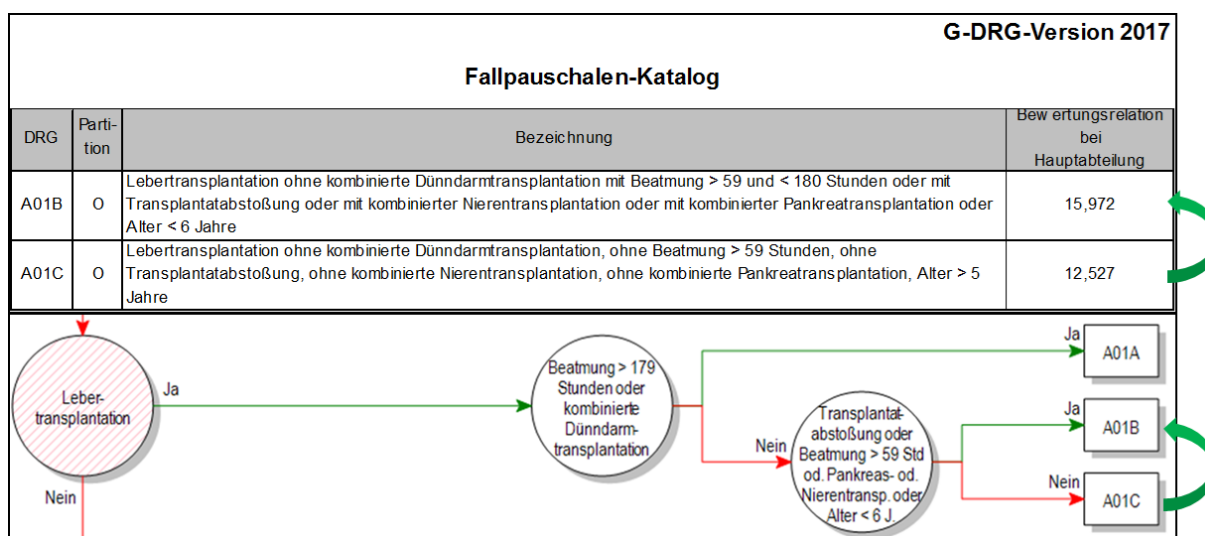 G-DRG-Version 2017
Fallpauschalen-Katalog
DRG
Parti-
tion
Bezeichnung
Bewertungsrelation
bei
Hauptabteilung
A01B
O
Lebertransplantation ohne kombinierte Dünndarmtransplantation mit Beatmung > 59 und < 180 Stunden oder mit
Transplantatabstoßung oder mit kombinierter Nierentransplantation oder mit kombinierter Pankreatransplantation oder
Alter < 6 Jahre
15,972
A01C
O
Lebertransplantation ohne kombinierte Dünndarmtransplantation, ohne Beatmung > 59 Stunden, ohne
Transplantatabstoßung, ohne kombinierte Nierentransplantation, ohne kombinierte Pankreatransplantation, Alter > 5
Jahre
12,527
Leber-
transplantation
Ja
Nein
Beatmung > 179
Stunden oder
kombinierte
Dünndarm-
transplantation
Ja
A01A
Nein
Transplantat-
abstoßung oder
Beatmung > 59 Std
od. Pankreas- od.
Nierentransp. oder
Alter < 6 J.
Ja
A01B
Nein
A01C